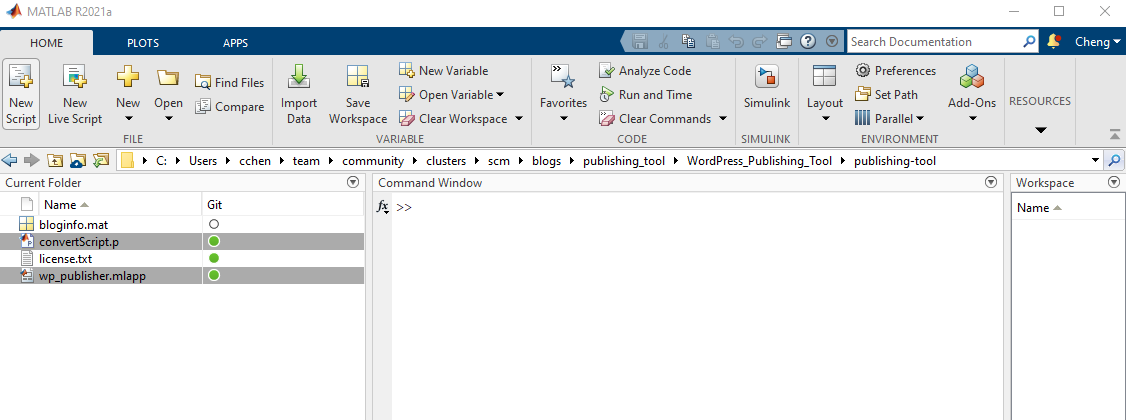 MATLAB R2021a
HOME PLOTS APPS Search Documentation Cheng
New Script
New Live Script
New
Open
Find Files
Compare
FILE
Import Data
Save Workspace
New Variable
Open Variable
Clear Workspace
VARIABLE
Favorites
Analyze Code
Run and Time
Clear Commands
CODE
Simulink
SIMULINK
Layout
Preferences
Set Path
Parallel
Add-Ons
ENVIRONMENT
RESOURCES
C: Users cchen team community clusters scm blogs publishing_tool WordPress_Publishing_Tool publishing-tool
Current Folder
Name Git
bloginfo.mat
convertScript.p
license.txt
wp_publisher.mlapp
Command Window
fx >>
Workspace
Name